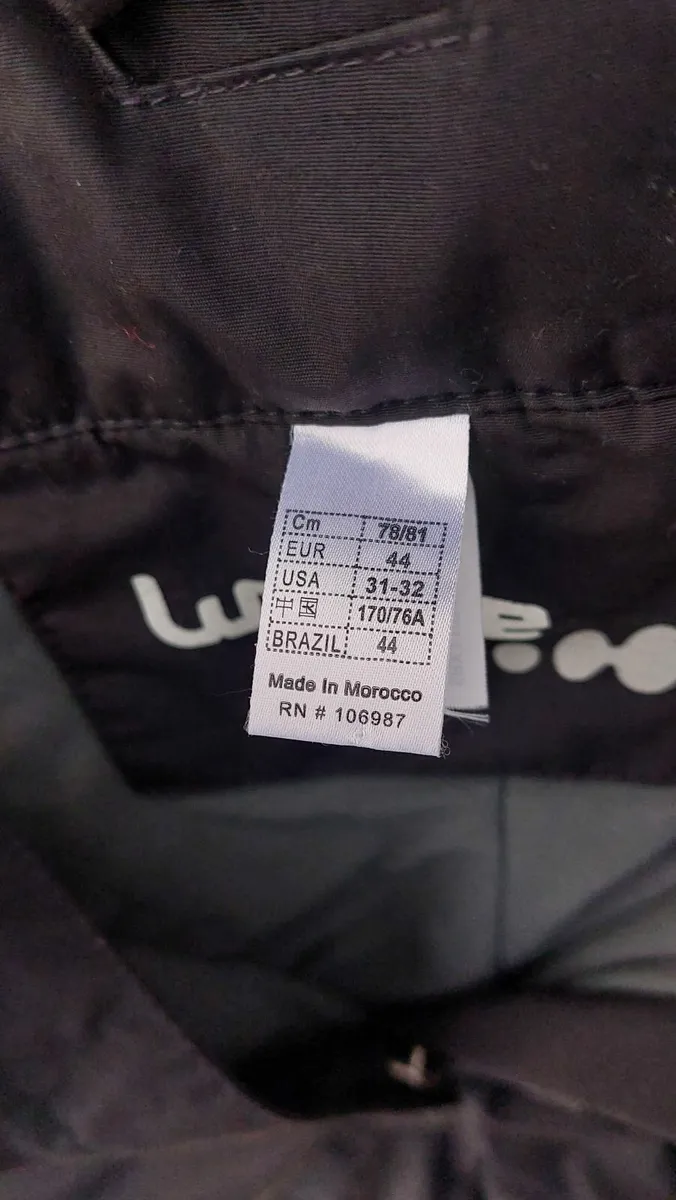 Cm 78/81
EUR 44
USA 31-32
中国 170/76A
BRAZIL 44
Made In Morocco
RN # 106987